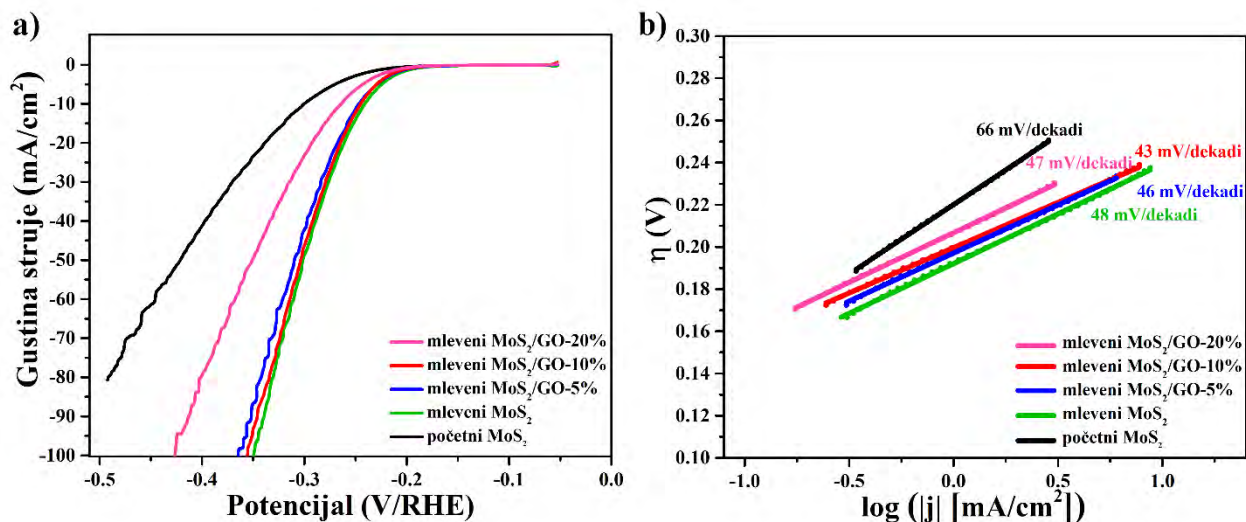 a)
Gustina struje (mA/cm²)
0
-10
-20
-30
-40
-50
-60
-70
-80
-90
-100
mleveni MoS₂/GO-20%
mleveni MoS₂/GO-10%
mleveni MoS₂/GO-5%
mleveni MoS₂
početni MoS₂
-0.5
-0.4
-0.3
-0.2
-0.1
0.0
Potencijal (V/RHE)
b)
η (V)
0.30
0.28
0.26
0.24
0.22
0.20
0.18
0.16
0.14
0.12
0.10
66 mV/dekadi
47 mV/dekadi
43 mV/dekadi
46 mV/dekadi
48 mV/dekadi
mleveni MoS₂/GO-20%
mleveni MoS₂/GO-10%
mleveni MoS₂/GO-5%
mleveni MoS₂
početni MoS₂
-1.0
-0.5
0.0
0.5
1.0
log (|j| [mA/cm²)